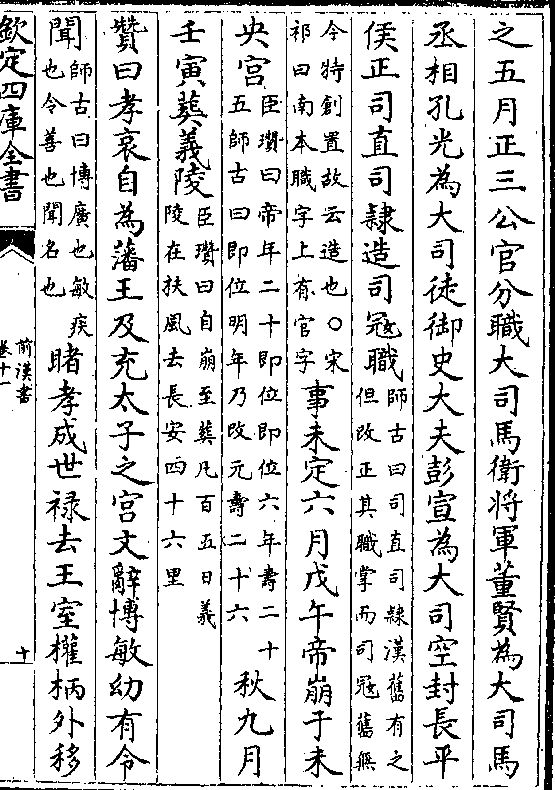 之五月正三公官分職大司馬衛將軍董賢為大司馬
丞相孔光為大司徒御史大夫彭宣為大司空封長平
侯正司直司隸造司冦職師古曰司直司隸漢舊有之
但改正其職掌而司冦舊無
今特創置故云造也○宋
祁曰南本職字上有官字事未定六月戊午帝崩于未
央宫臣瓚曰帝年二十即位即位六年壽二十
五師古曰即位明年乃改元壽二十六秋九月
壬寅葬義陵臣瓚曰自崩至葬凡百五日義
陵在扶風去長安四十六里
贊曰孝哀自為藩王及充太子之宫文辭博敏幼有令
聞師古曰博廣也敏疾
也令善也聞名也睹孝成世禄去王室權柄外移
欽定四庫全書
前漢書
卷十一
十